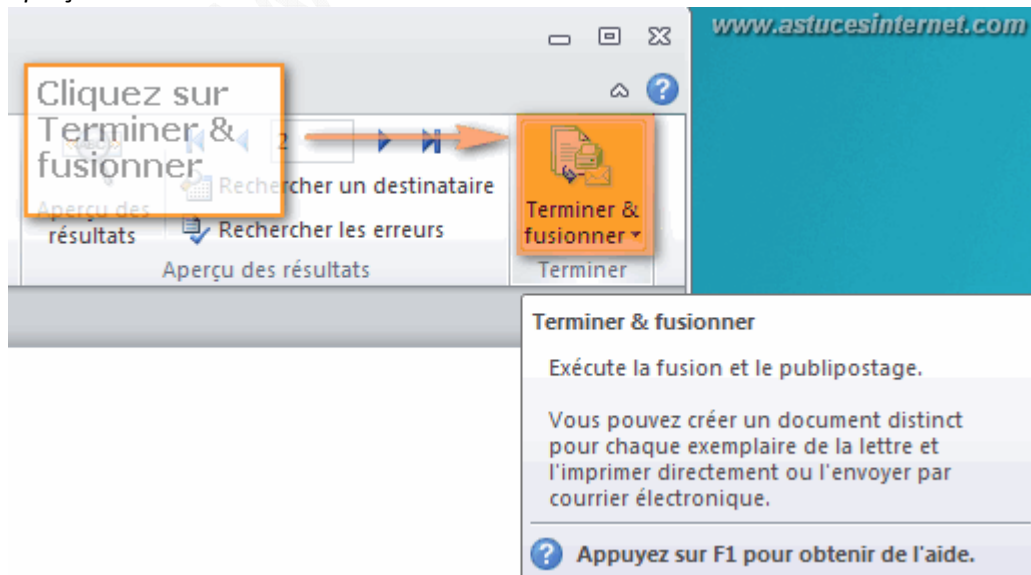 www.astucesinternet.com
Cliquez sur
Terminer &
fusionner
2
Rechercher un destinataire
Aperçu des
résultats
Rechercher les erreurs
Terminer &
fusionner
Aperçu des résultats
Terminer
Terminer & fusionner
Exécute la fusion et le publipostage.
Vous pouvez créer un document distinct
pour chaque exemplaire de la lettre et
l'imprimer directement ou l'envoyer par
courrier électronique.
Appuyez sur F1 pour obtenir de l'aide.